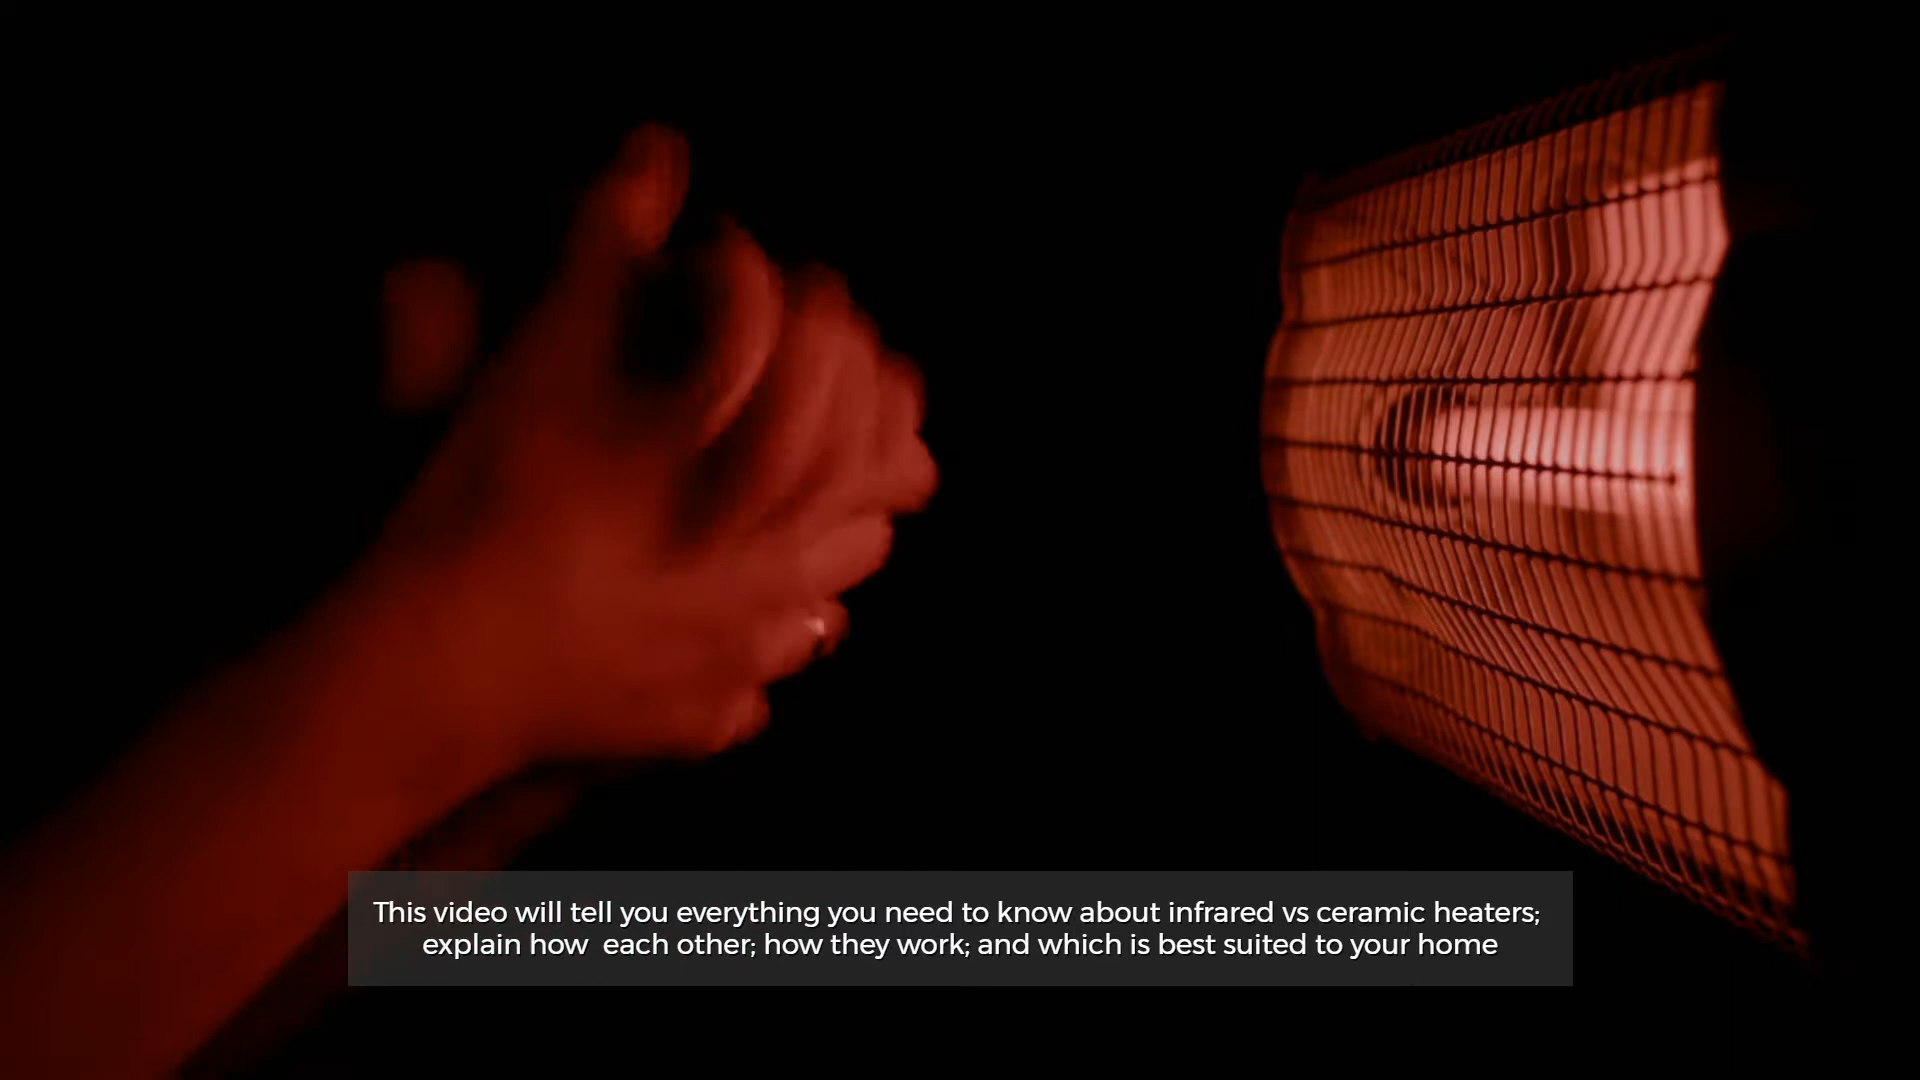 This video will tell you everything you need to know about infrared vs ceramic heaters;
explain how  each other; how they work; and which is best suited to your home